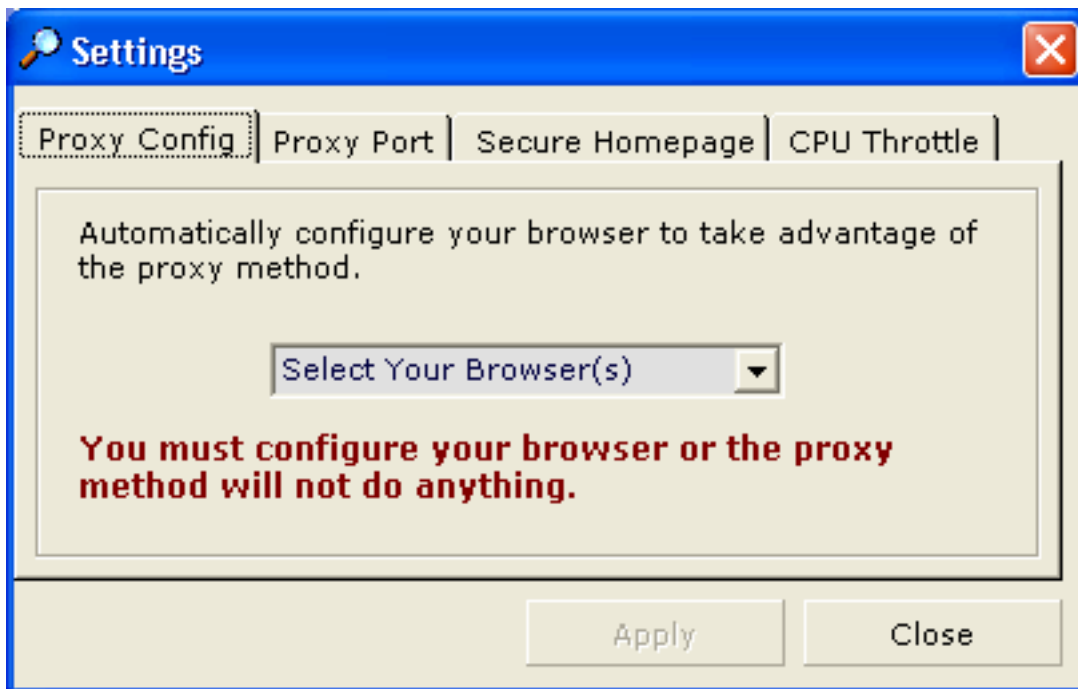 Settings
Proxy Config
Proxy Port
Secure Homepage
CPU Throttle
Automatically configure your browser to take advantage of
the proxy method.
Select Your Browser(s)
You must configure your browser or the proxy
method will not do anything.
Apply
Close